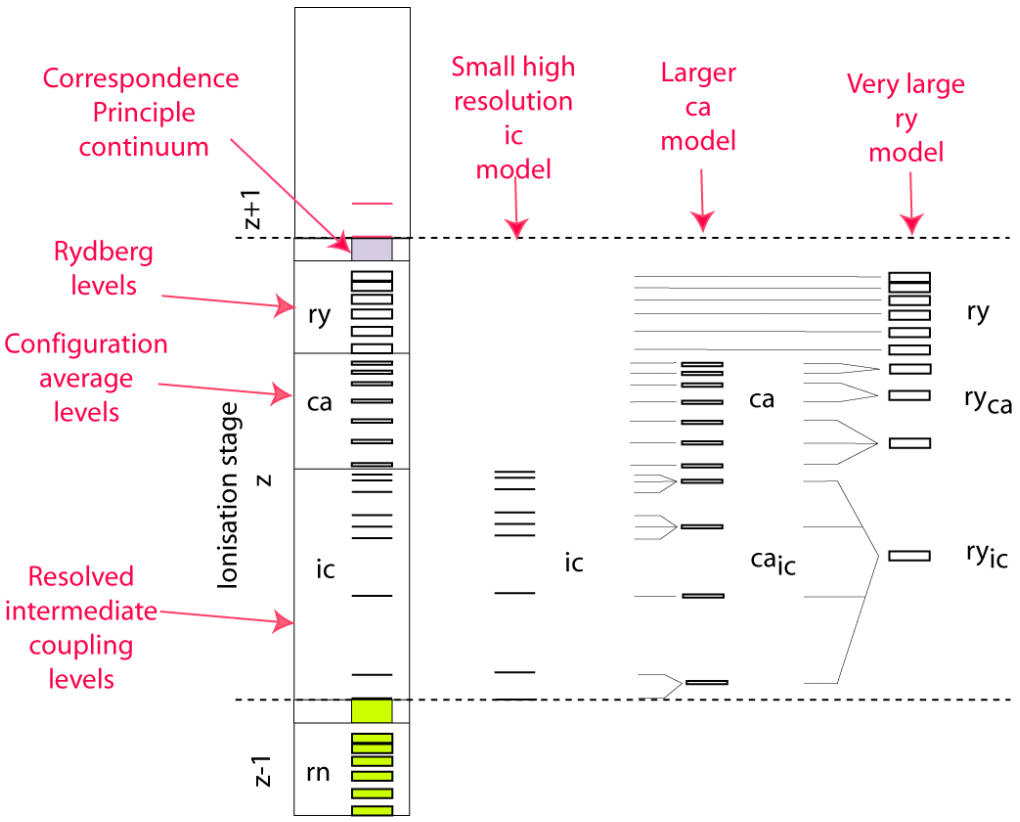 Correspondence
Principle
continuum
Small high
resolution
ic
model
Larger
ca
model
Very large
ry
model
z+1
Rydberg
levels
ry
ry
Configuration
average
levels
ca
ca
ry_ca
Ionisation stage
z
ic
ic
ca_ic
ry_ic
Resolved
intermediate
coupling
levels
z-1
rn